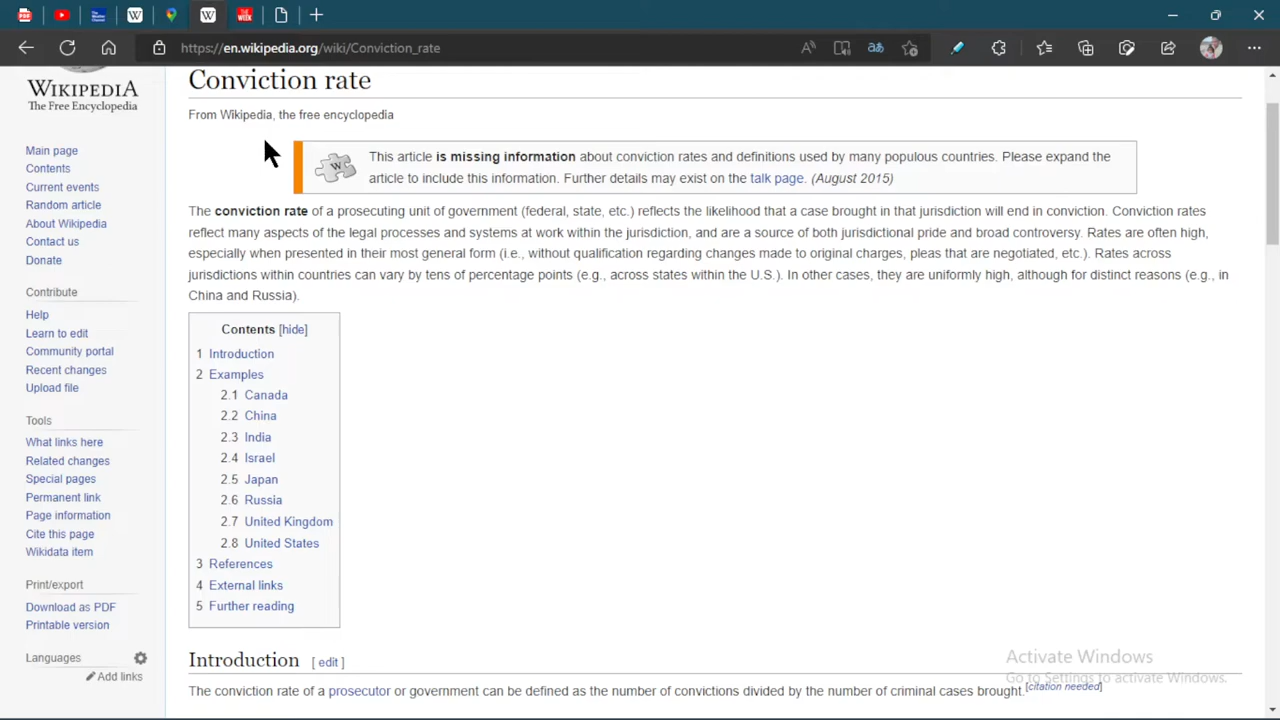 https://en.wikipedia.org/wiki/Conviction_rate
WIKIPEDIA
The Free Encyclopedia
Main page
Contents
Current events
Random article
About Wikipedia
Contact us
Donate
Contribute
Help
Learn to edit
Community portal
Recent changes
Upload file
Tools
What links here
Related changes
Special pages
Permanent link
Page information
Cite this page
Wikidata item
Print/export
Download as PDF
Printable version
Languages
Add links
Conviction rate
From Wikipedia, the free encyclopedia
This article is missing information about conviction rates and definitions used by many populous countries. Please expand the
article to include this information. Further details may exist on the talk page. (August 2015)
The conviction rate of a prosecuting unit of government (federal, state, etc.) reflects the likelihood that a case brought in that jurisdiction will end in conviction. Conviction rates
reflect many aspects of the legal processes and systems at work within the jurisdiction, and are a source of both jurisdictional pride and broad controversy. Rates are often high,
especially when presented in their most general form (i.e., without qualification regarding changes made to original charges, pleas that are negotiated, etc.). Rates across
jurisdictions within countries can vary by tens of percentage points (e.g., across states within the U.S.). In other cases, they are uniformly high, although for distinct reasons (e.g., in
China and Russia).
Contents [hide]
1 Introduction
2 Examples
2.1 Canada
2.2 China
2.3 India
2.4 Israel
2.5 Japan
2.6 Russia
2.7 United Kingdom
2.8 United States
3 References
4 External links
5 Further reading
Introduction [ edit ]
The conviction rate of a prosecutor or government can be defined as the number of convictions divided by the number of criminal cases brought.[citation needed]
Activate Windows
Go to Settings to activate Windows.